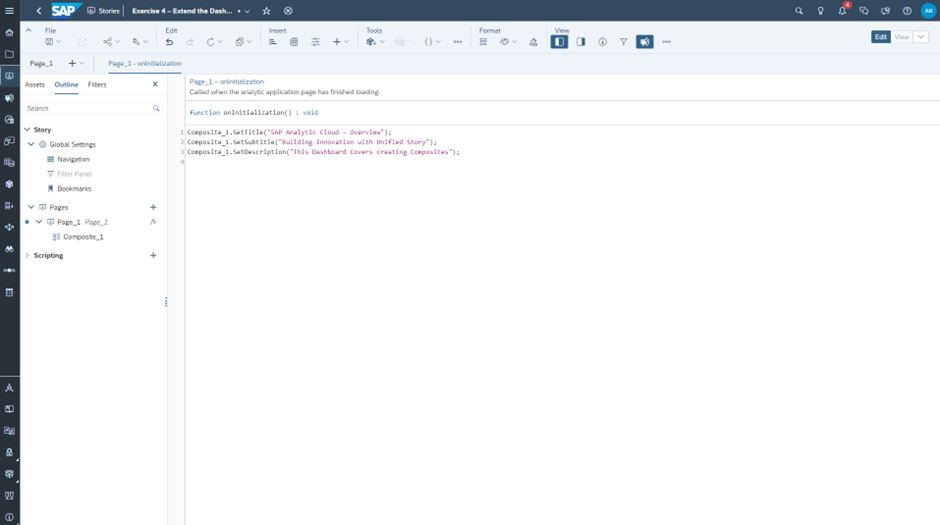 SAP Stories Exercise 4 – Extend the Dash... 4 AR
File Edit Insert Tools Format View
Edit View
Page_1 Page_1 - onInitialization
Assets Outline Filters
Page_1 – onInitialization
Called when the analytic application page has finished loading.
Search
function onInitialization() : void
Story
Global Settings
Navigation
Filter Panel
Bookmarks
Pages
Page_1 Page_1 fx
Composite_1
Scripting
1 Composite_1.SetTitle("SAP Analytic Cloud - Overview");
2 Composite_1.SetSubtitle("Building Innovation with Unified Story");
3 Composite_1.SetDescription("This Dashboard Covers creating Composites");
4